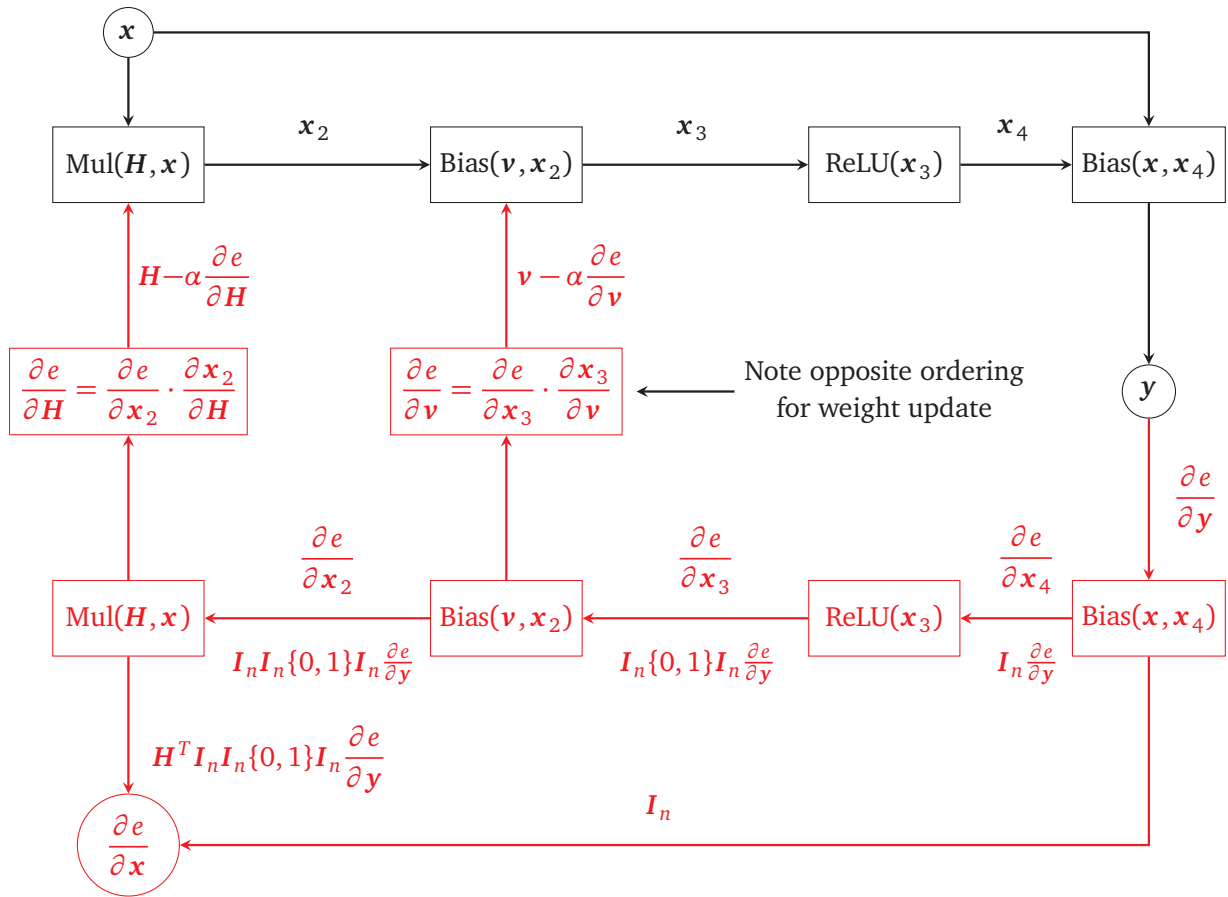 x
x₂
x₃
x₄
Mul(H, x)
Bias(v, x₂)
ReLU(x₃)
Bias(x, x₄)
H−α ∂e/∂H
v − α ∂e/∂v
∂e/∂H = ∂e/∂x₂ · ∂x₂/∂H
∂e/∂v = ∂e/∂x₃ · ∂x₃/∂v
Note opposite ordering
for weight update
y
∂e/∂y
∂e/∂x₂
∂e/∂x₃
∂e/∂x₄
Mul(H, x)
Bias(v, x₂)
ReLU(x₃)
Bias(x, x₄)
IₙIₙ{0, 1}Iₙ ∂e/∂y
Iₙ{0, 1}Iₙ ∂e/∂y
Iₙ ∂e/∂y
HᵀIₙIₙ{0, 1}Iₙ ∂e/∂y
Iₙ
∂e/∂x